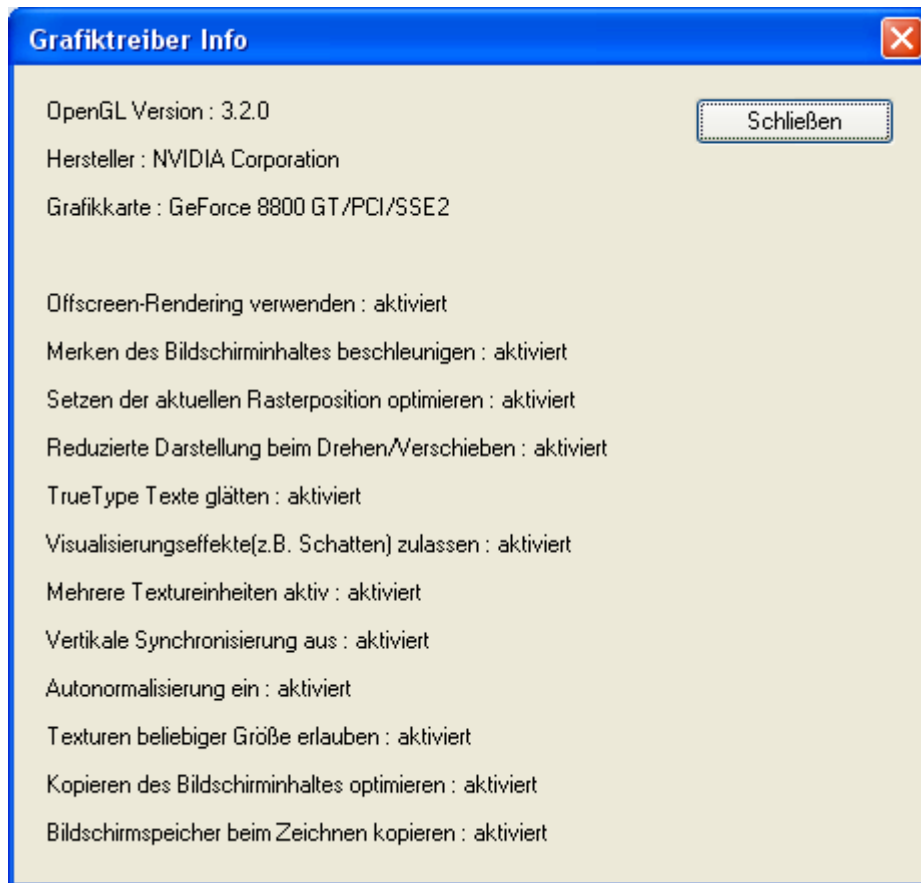 Grafiktreiber Info
OpenGL Version : 3.2.0
Schließen
Hersteller : NVIDIA Corporation
Grafikkarte : GeForce 8800 GT/PCI/SSE2
Offscreen-Rendering verwenden : aktiviert
Merken des Bildschirminhaltes beschleunigen : aktiviert
Setzen der aktuellen Rasterposition optimieren : aktiviert
Reduzierte Darstellung beim Drehen/Verschieben : aktiviert
TrueType Texte glätten : aktiviert
Visualisierungseffekte(z.B. Schatten) zulassen : aktiviert
Mehrere Textureinheiten aktiv : aktiviert
Vertikale Synchronisierung aus : aktiviert
Autonormalisierung ein : aktiviert
Texturen beliebiger Größe erlauben : aktiviert
Kopieren des Bildschirminhaltes optimieren : aktiviert
Bildschirmspeicher beim Zeichnen kopieren : aktiviert